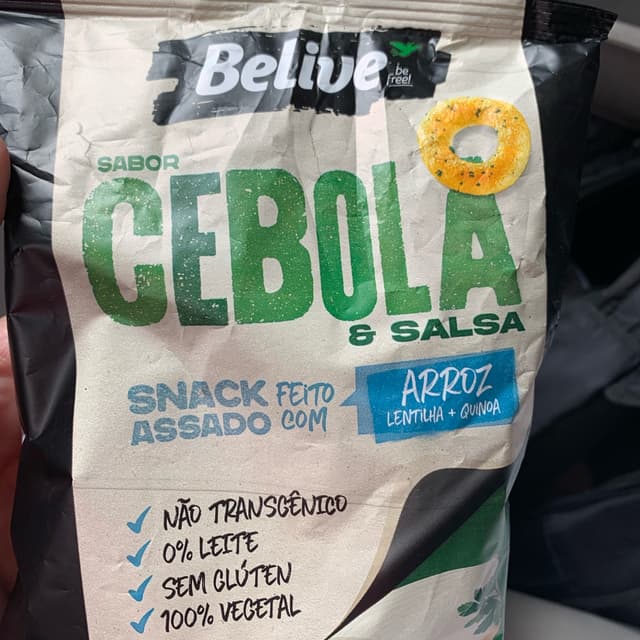 Belive
be free!
SABOR
CEBOLA
& SALSA
SNACK ASSADO
FEITO COM
ARROZ
LENTILHA + QUINOA
NÃO TRANSGÊNICO
0% LEITE
SEM GLÚTEN
100% VEGETAL